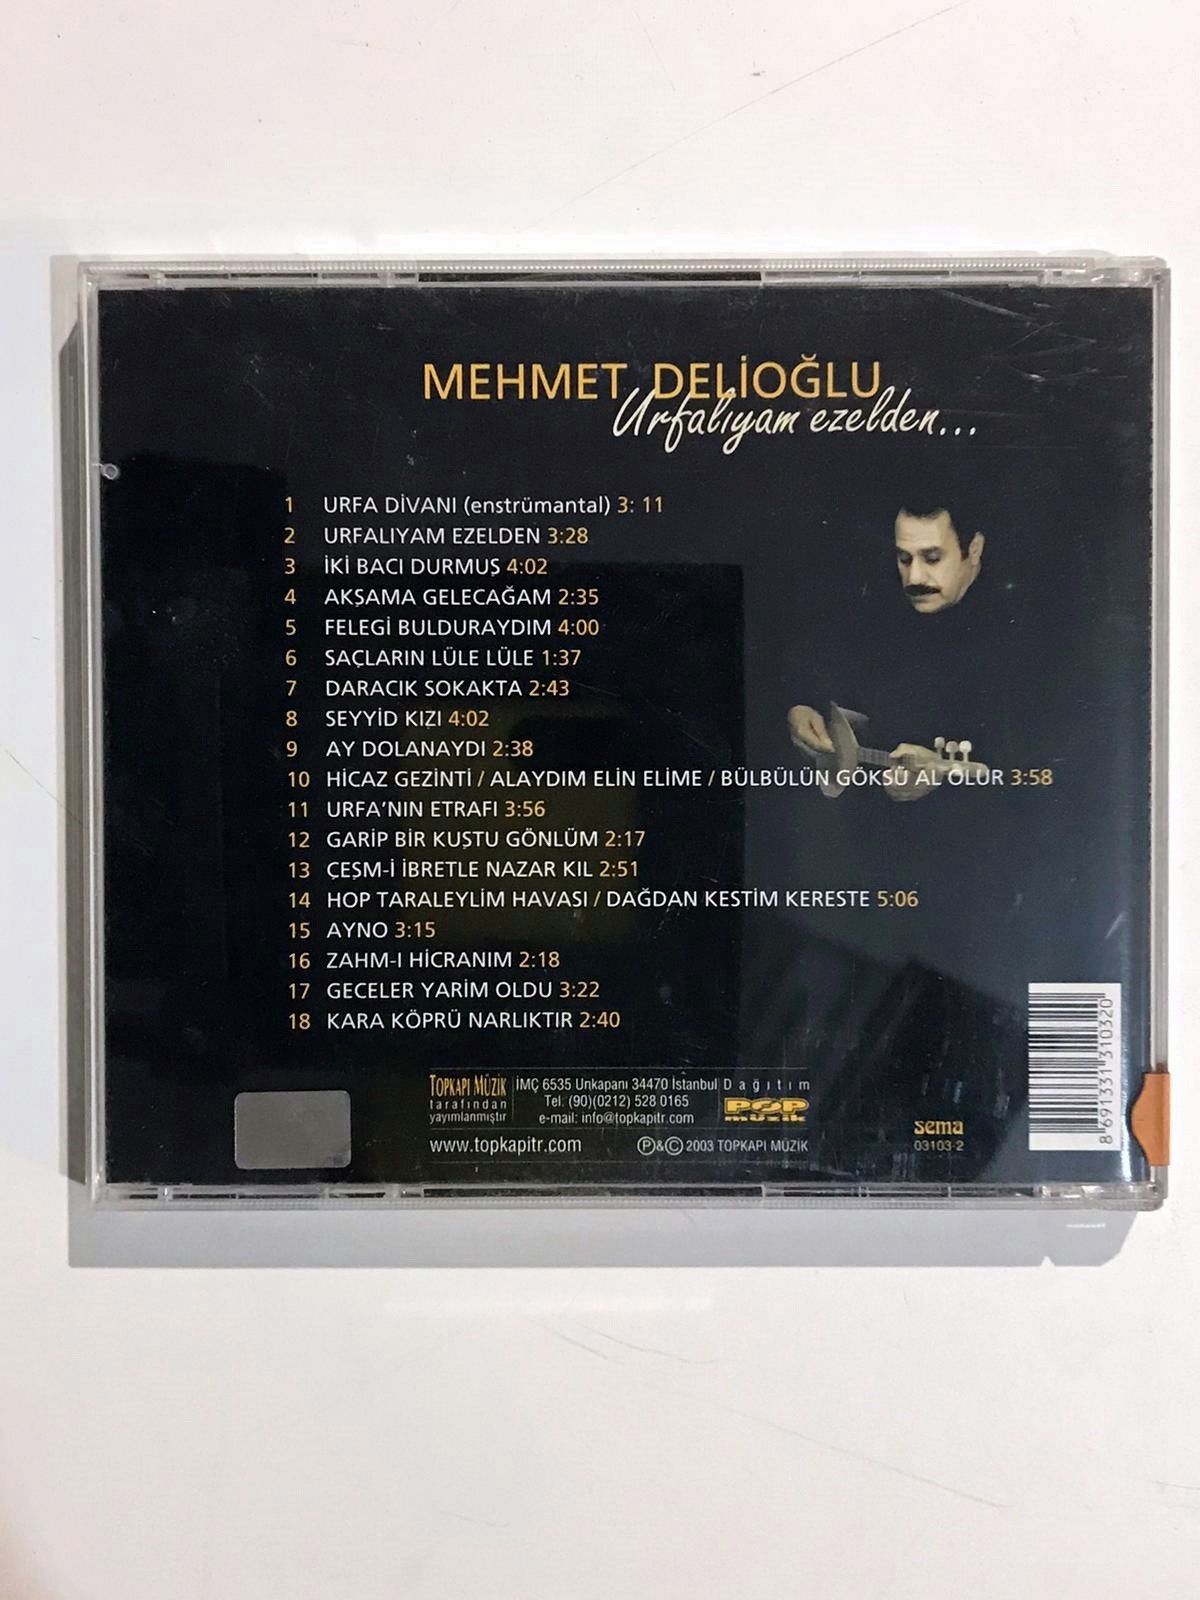 MEHMET DELİOĞLU
Urfalıyam ezelden...
1 URFA DİVANI (enstrümantal) 3: 11
2 URFALIYAM EZELDEN 3:28
3 İKİ BACI DURMUŞ 4:02
4 AKŞAMA GELECAĞAM 2:35
5 FELEGİ BULDURAYDIM 4:00
6 SAÇLARIN LÜLE LÜLE 1:37
7 DARACIK SOKAKTA 2:43
8 SEYYİD KIZI 4:02
9 AY DOLANAYDI 2:38
10 HİCAZ GEZİNTİ / ALAYDIM ELİN ELİME / BÜLBÜLÜN GÖKSÜ AL OLUR 3:58
11 URFA'NIN ETRAFI 3:56
12 GARİP BİR KUŞTU GÖNLÜM 2:17
13 ÇEŞM-İ İBRETLE NAZAR KIL 2:51
14 HOP TARALEYLİM HAVASI / DAĞDAN KESTİM KERESTE 5:06
15 AYNO 3:15
16 ZAHM-I HİCRANIM 2:18
17 GECELER YARİM OLDU 3:22
18 KARA KÖPRÜ NARLIKTIR 2:40
TOPKAPI MÜZİK
tarafından
yayımlanmıştır
İMÇ 6535 Unkapanı 34470 İstanbul
Tel: (90)(0212) 528 0165
e-mail: info@topkapitr.com
Dağıtım
POP
MÜZİK
www.topkapitr.com
℗&© 2003 TOPKAPI MÜZİK
sema
03103-2
8 691331 310320